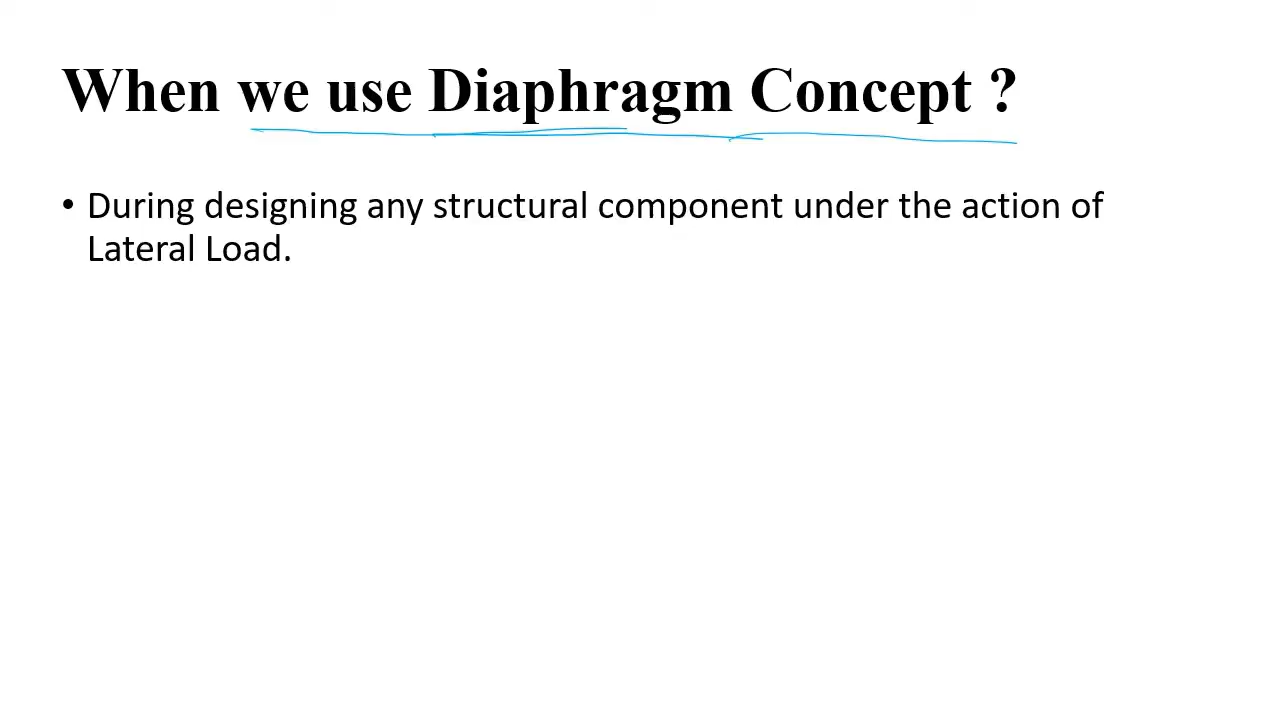 When we use Diaphragm Concept ?
• During designing any structural component under the action of
Lateral Load.